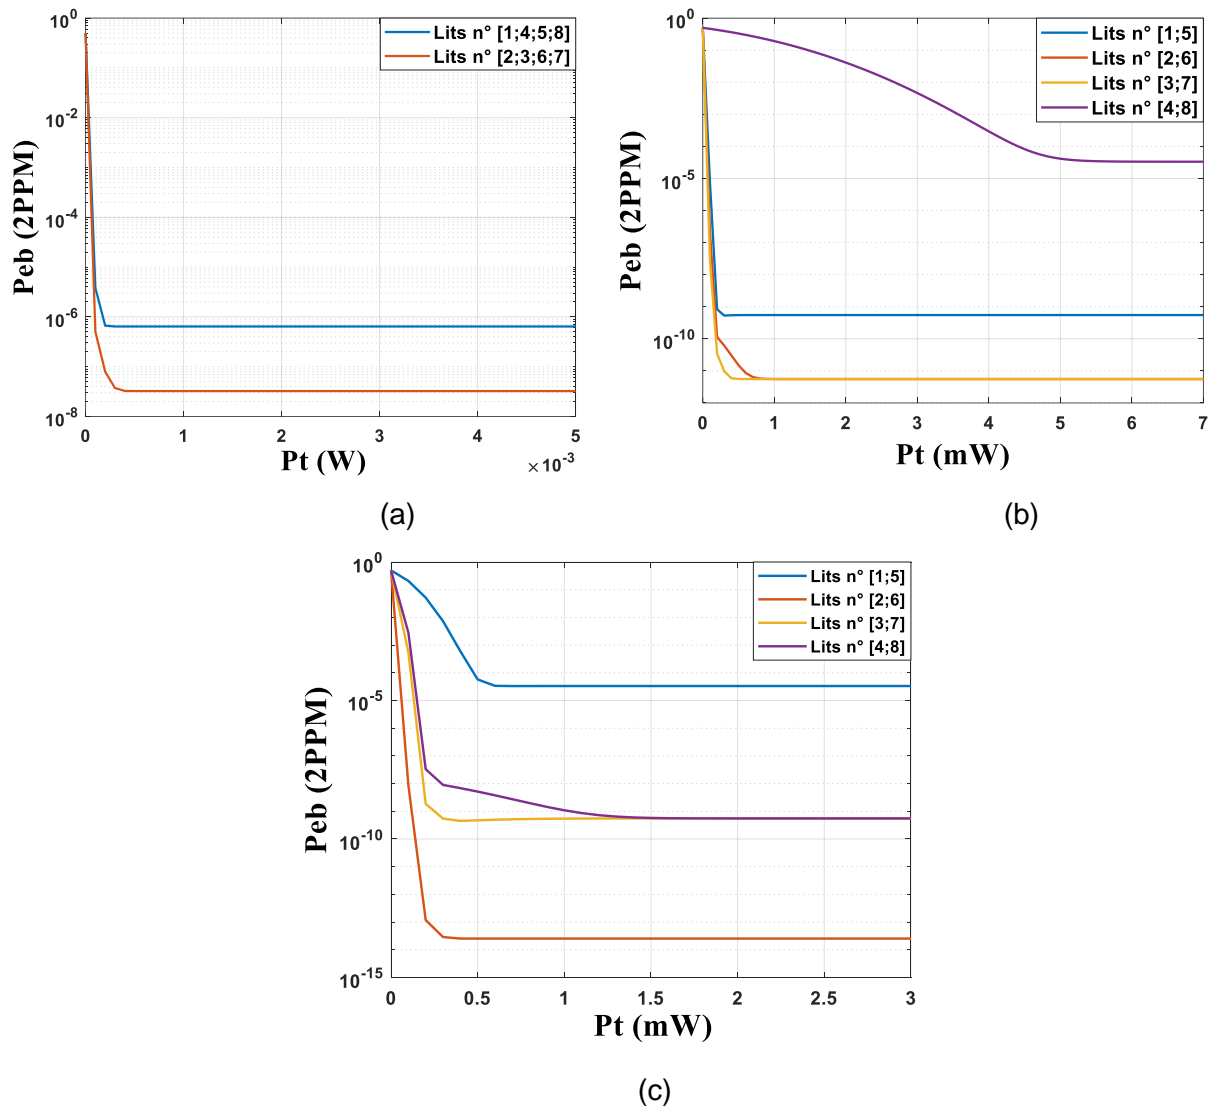 10^0
10^-2
10^-4
10^-6
10^-8
Peb (2PPM)
0 1 2 3 4 5
Pt (W)
× 10^-3
Lits n° [1;4;5;8]
Lits n° [2;3;6;7]
(a)
10^0
10^-5
10^-10
Peb (2PPM)
0 1 2 3 4 5 6 7
Pt (mW)
Lits n° [1;5]
Lits n° [2;6]
Lits n° [3;7]
Lits n° [4;8]
(b)
10^0
10^-5
10^-10
10^-15
Peb (2PPM)
0 0.5 1 1.5 2 2.5 3
Pt (mW)
Lits n° [1;5]
Lits n° [2;6]
Lits n° [3;7]
Lits n° [4;8]
(c)